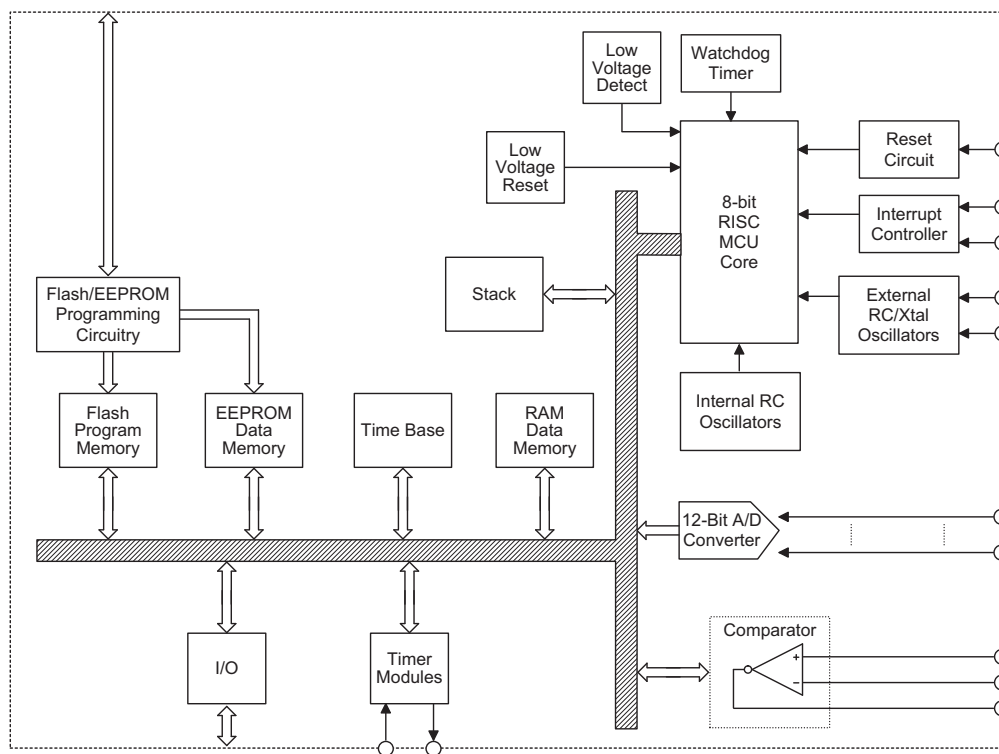 Low
Voltage
Detect
Watchdog
Timer
Low
Voltage
Reset
8-bit
RISC
MCU
Core
Reset
Circuit
Interrupt
Controller
External
RC/Xtal
Oscillators
Stack
Flash/EEPROM
Programming
Circuitry
Internal RC
Oscillators
Flash
Program
Memory
EEPROM
Data
Memory
Time Base
RAM
Data
Memory
12-Bit A/D
Converter
I/O
Timer
Modules
Comparator
+
−